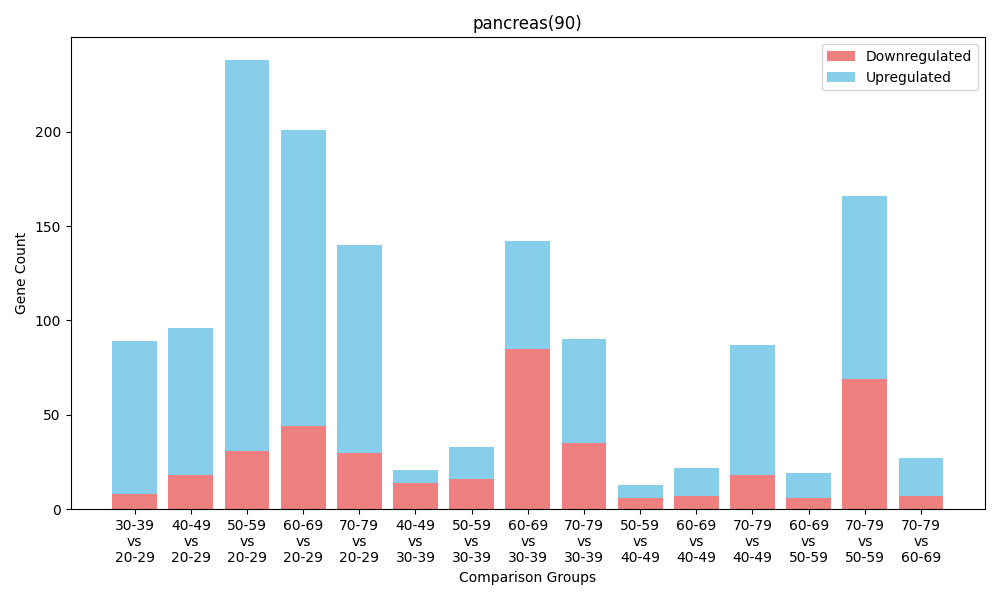 pancreas(90)
Downregulated
Upregulated
Gene Count
200
150
100
50
0
30-39 vs 20-29
40-49 vs 20-29
50-59 vs 20-29
60-69 vs 20-29
70-79 vs 20-29
40-49 vs 30-39
50-59 vs 30-39
60-69 vs 30-39
70-79 vs 30-39
50-59 vs 40-49
60-69 vs 40-49
70-79 vs 40-49
60-69 vs 50-59
70-79 vs 50-59
70-79 vs 60-69
Comparison Groups